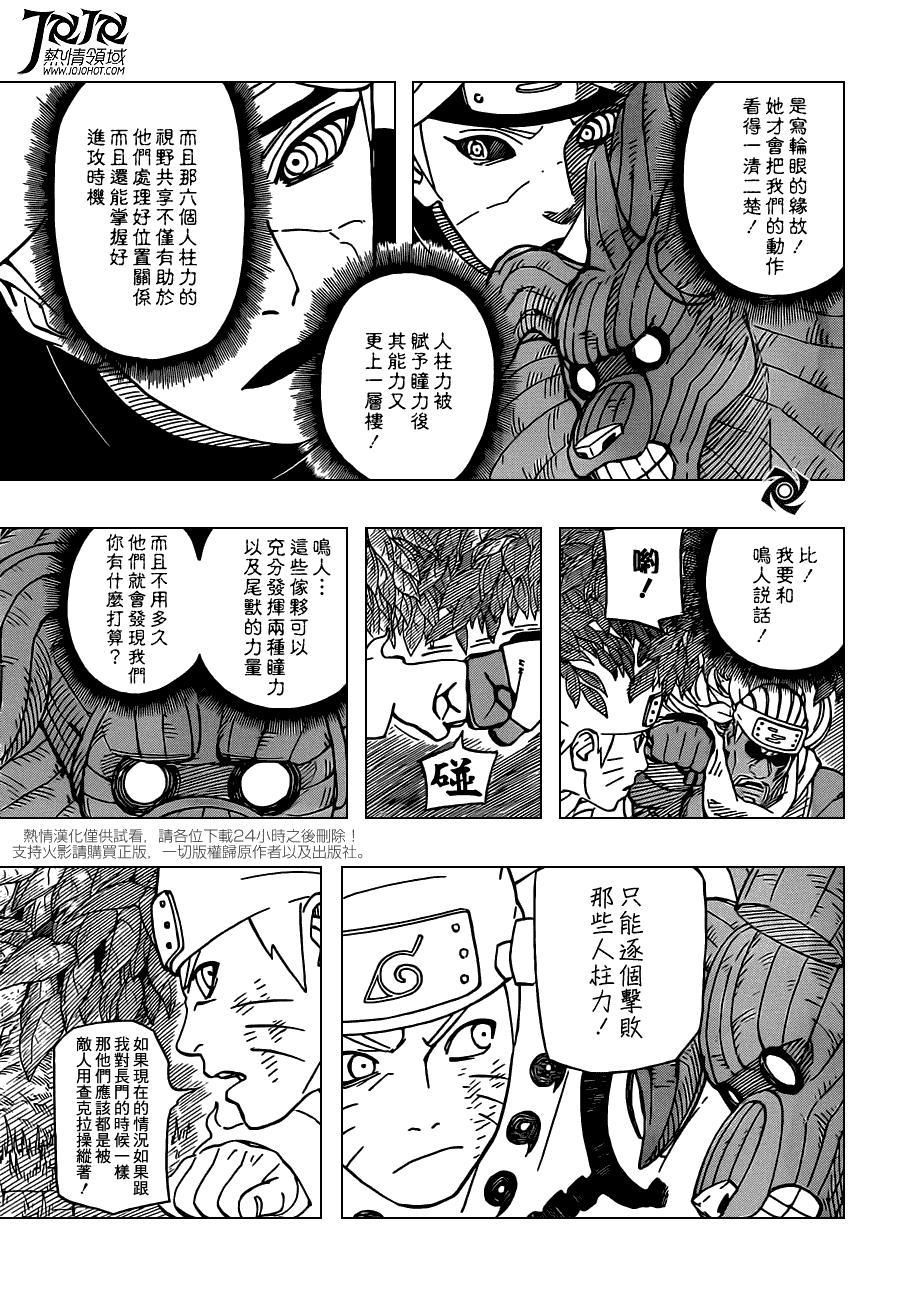 JOJO
熱情領域
WWW.JOJOHOT.COM
是寫輪眼的緣故！
她才會把我們的動作
看得一清二楚！
人柱力被
賦予瞳力後
其能力又
更上一層樓！
而且那六個人柱力的
視野共享不僅有助於
他們處理好位置關係
而且還能掌握好
進攻時機
比！
我要和
鳴人説話！
碰
鳴人…
這些傢夥可以
充分發揮兩種瞳力
以及尾獸的力量
而且不用多久
他們就會發現我們
你有什麼打算？
熱情漢化僅供試看，請各位下載24小時之後刪除！
支持火影請購買正版，一切版權歸原作者以及出版社。
只能逐個擊敗
那些人柱力！
如果現在的情況如果跟
我對長門的時候一樣
那他們應該都是被
敵人用查克拉操縱著！